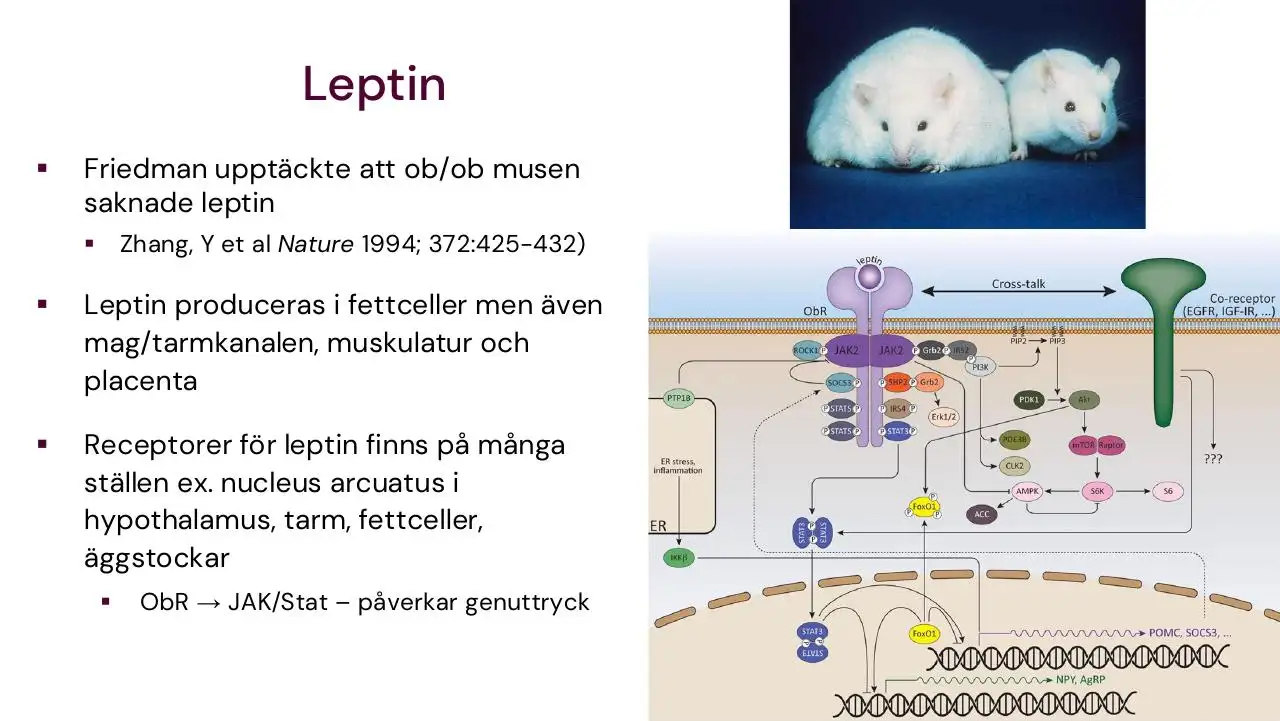 Leptin
▪ Friedman upptäckte att ob/ob musen
saknade leptin
▪ Zhang, Y et al Nature 1994; 372:425-432)
▪ Leptin produceras i fettceller men även
mag/tarmkanalen, muskulatur och
placenta
▪ Receptorer för leptin finns på många
ställen ex. nucleus arcuatus i
hypothalamus, tarm, fettceller,
äggstockar
▪ ObR → JAK/Stat – påverkar genuttryck
leptin
Cross-talk
ObR
Co-receptor
(EGFR, IGF-IR, ...)
PIP2 PIP3
ROCK1 P JAK2 JAK2 P Grb2 P IRS2
P PI3K
SOCS3 P SHP2 P Grb2
PTP1B
PDK1 Akt
P STAT5 P IRS4 P
Erk1/2
P STAT5 P STAT3 P
PDE3B
mTOR Raptor
ER stress,
inflammation
CLK2
???
AMPK S6K S6
P
FoxO1
P P
ACC
ER
STAT3 P P STAT3
IKKβ
STAT3
P P
STAT3
FoxO1
POMC, SOCS3, ...
NPY, AgRP